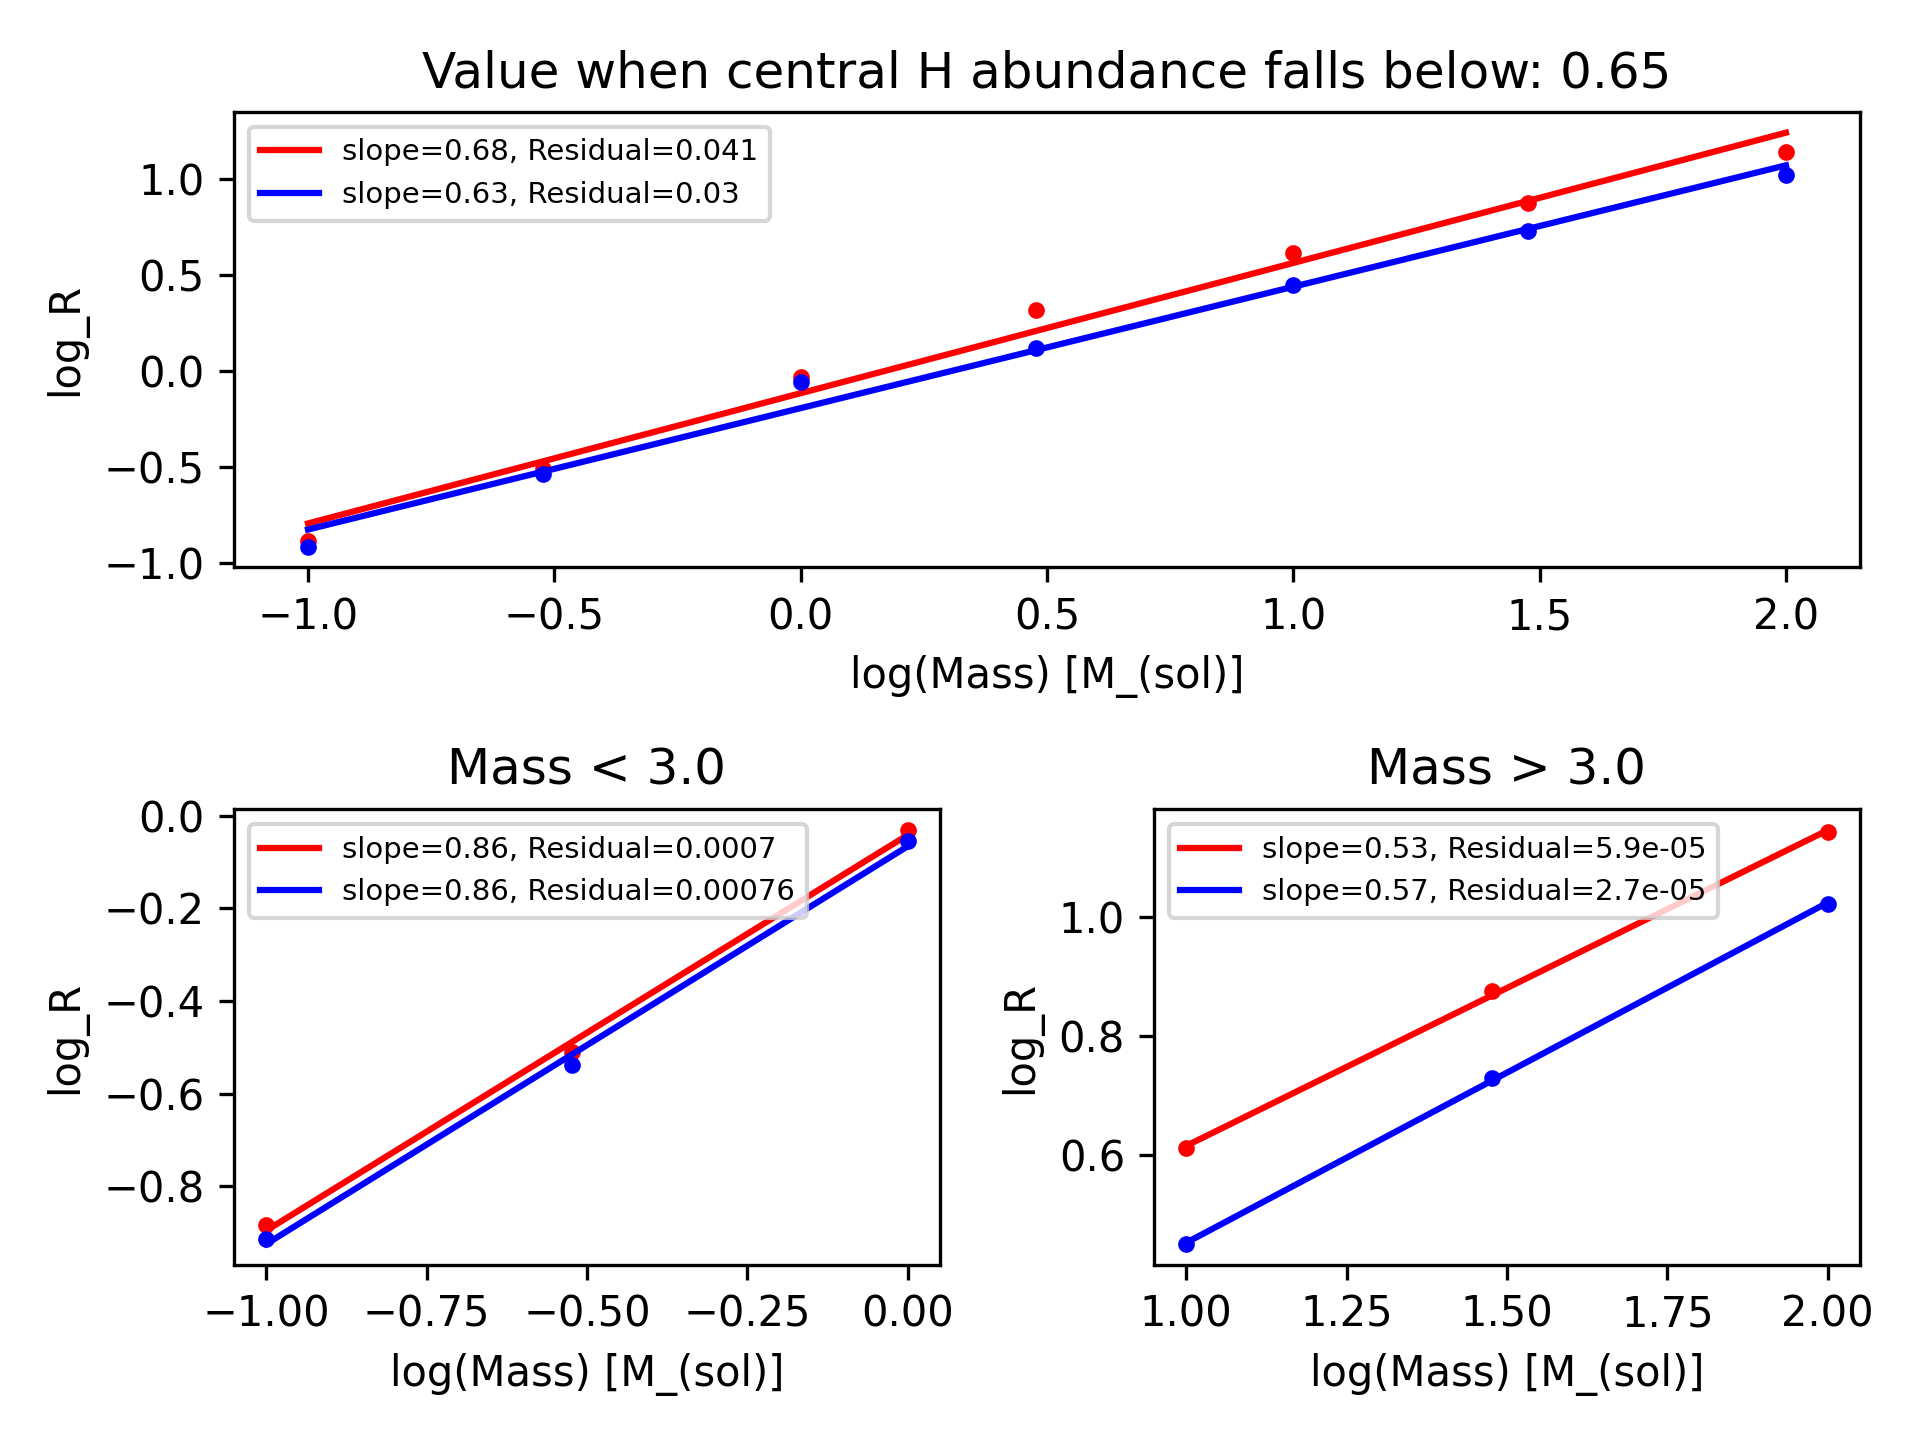 Value when central H abundance falls below: 0.65
slope=0.68, Residual=0.041
slope=0.63, Residual=0.03
log_R
1.0
0.5
0.0
−0.5
−1.0
−1.0 −0.5 0.0 0.5 1.0 1.5 2.0
log(Mass) [M_(sol)]
Mass < 3.0
slope=0.86, Residual=0.0007
slope=0.86, Residual=0.00076
log_R
0.0
−0.2
−0.4
−0.6
−0.8
−1.00 −0.75 −0.50 −0.25 0.00
log(Mass) [M_(sol)]
Mass > 3.0
slope=0.53, Residual=5.9e-05
slope=0.57, Residual=2.7e-05
log_R
1.0
0.8
0.6
1.00 1.25 1.50 1.75 2.00
log(Mass) [M_(sol)]